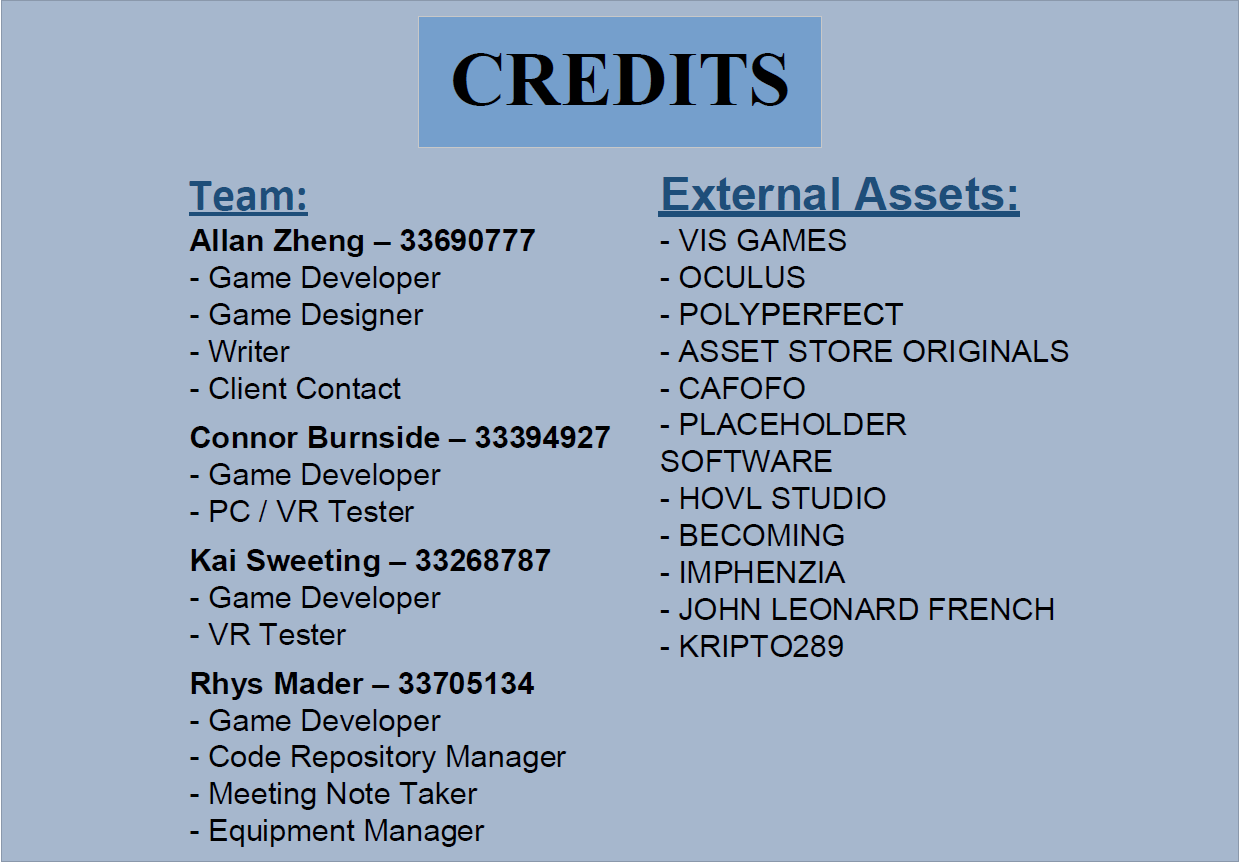 CREDITS
Team:
Allan Zheng – 33690777
- Game Developer
- Game Designer
- Writer
- Client Contact
Connor Burnside – 33394927
- Game Developer
- PC / VR Tester
Kai Sweeting – 33268787
- Game Developer
- VR Tester
Rhys Mader – 33705134
- Game Developer
- Code Repository Manager
- Meeting Note Taker
- Equipment Manager
External Assets:
- VIS GAMES
- OCULUS
- POLYPERFECT
- ASSET STORE ORIGINALS
- CAFOFO
- PLACEHOLDER
SOFTWARE
- HOVL STUDIO
- BECOMING
- IMPHENZIA
- JOHN LEONARD FRENCH
- KRIPTO289